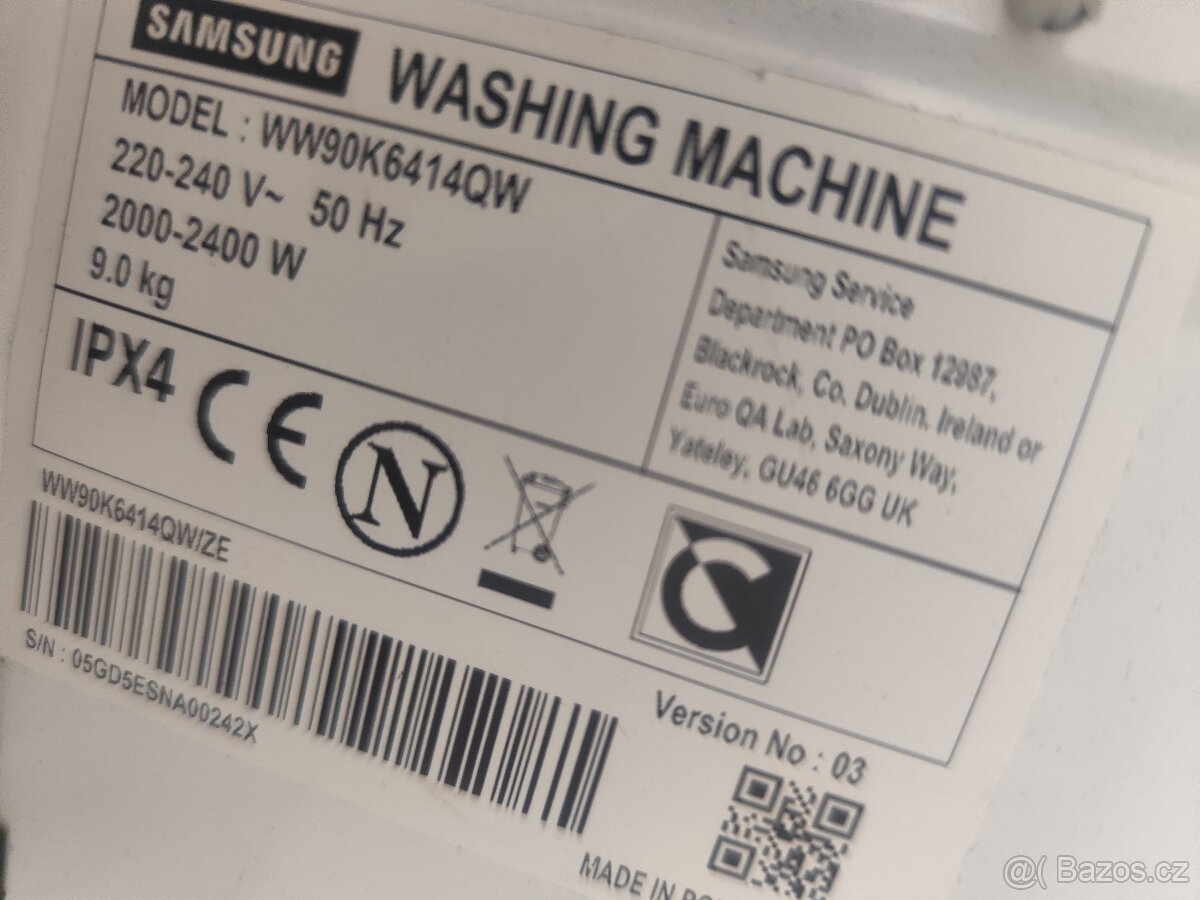 SAMSUNG WASHING MACHINE
MODEL : WW90K6414QW
220-240 V~ 50 Hz
2000-2400 W
9.0 kg
Samsung Service
Department PO Box 12987,
Blackrock, Co. Dublin. Ireland or
Euro QA Lab, Saxony Way,
Yateley, GU46 6GG UK
IPX4 CE N
WW90K6414QW/ZE
S/N : 05GD5ESNA00242X
Version No : 03
MADE IN
@( Bazos.cz